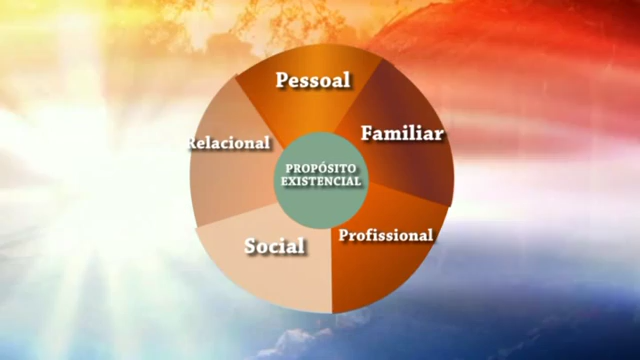 Pessoal
Familiar
Relacional
PROPÓSITO
EXISTENCIAL
Profissional
Social